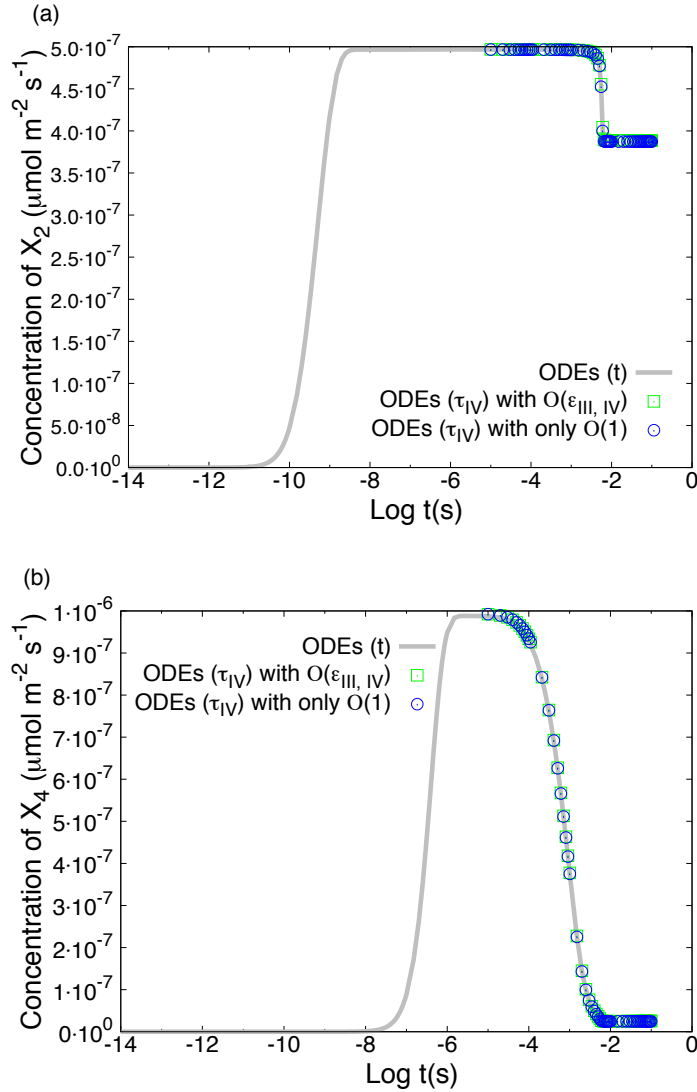 (a)
5.0·10⁻⁷
5.0·10⁻⁷
4.0·10⁻⁷
4.0·10⁻⁷
3.0·10⁻⁷
3.0·10⁻⁷
2.0·10⁻⁷
2.0·10⁻⁷
1.0·10⁻⁷
5.0·10⁻⁸
0.0·10⁰
Concentration of X₂ (μmol m⁻² s⁻¹)
ODEs (t)
ODEs (τIV) with O(εIII, IV)
ODEs (τIV) with only O(1)
-14 -12 -10 -8 -6 -4 -2 0
Log t(s)
(b)
1·10⁻⁶
9·10⁻⁷
8·10⁻⁷
7·10⁻⁷
6·10⁻⁷
5·10⁻⁷
4·10⁻⁷
3·10⁻⁷
2·10⁻⁷
1·10⁻⁷
0·10⁰
Concentration of X₄ (μmol m⁻² s⁻¹)
ODEs (t)
ODEs (τIV) with O(εIII, IV)
ODEs (τIV) with only O(1)
-14 -12 -10 -8 -6 -4 -2 0
Log t(s)